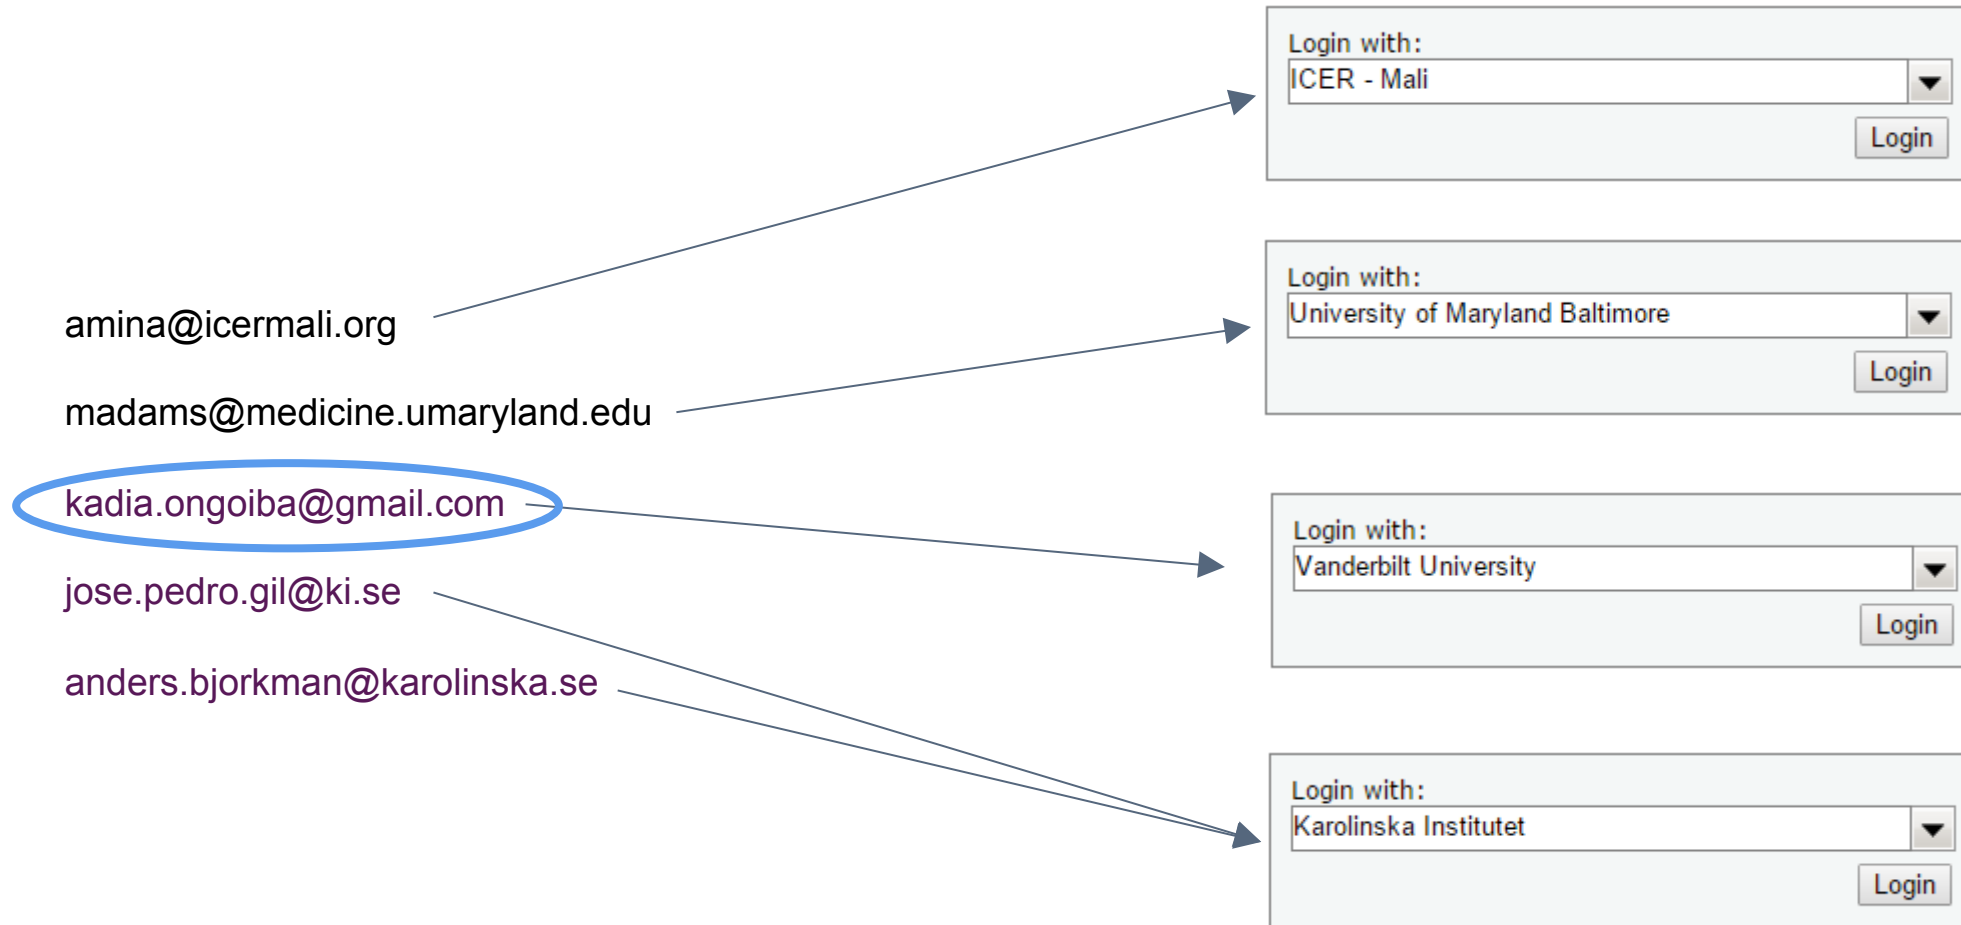 Login with:
ICER - Mali
Login
amina@icermali.org
madams@medicine.umaryland.edu
kadia.ongoiba@gmail.com
jose.pedro.gil@ki.se
anders.bjorkman@karolinska.se
Login with:
University of Maryland Baltimore
Login
Login with:
Vanderbilt University
Login
Login with:
Karolinska Institutet
Login